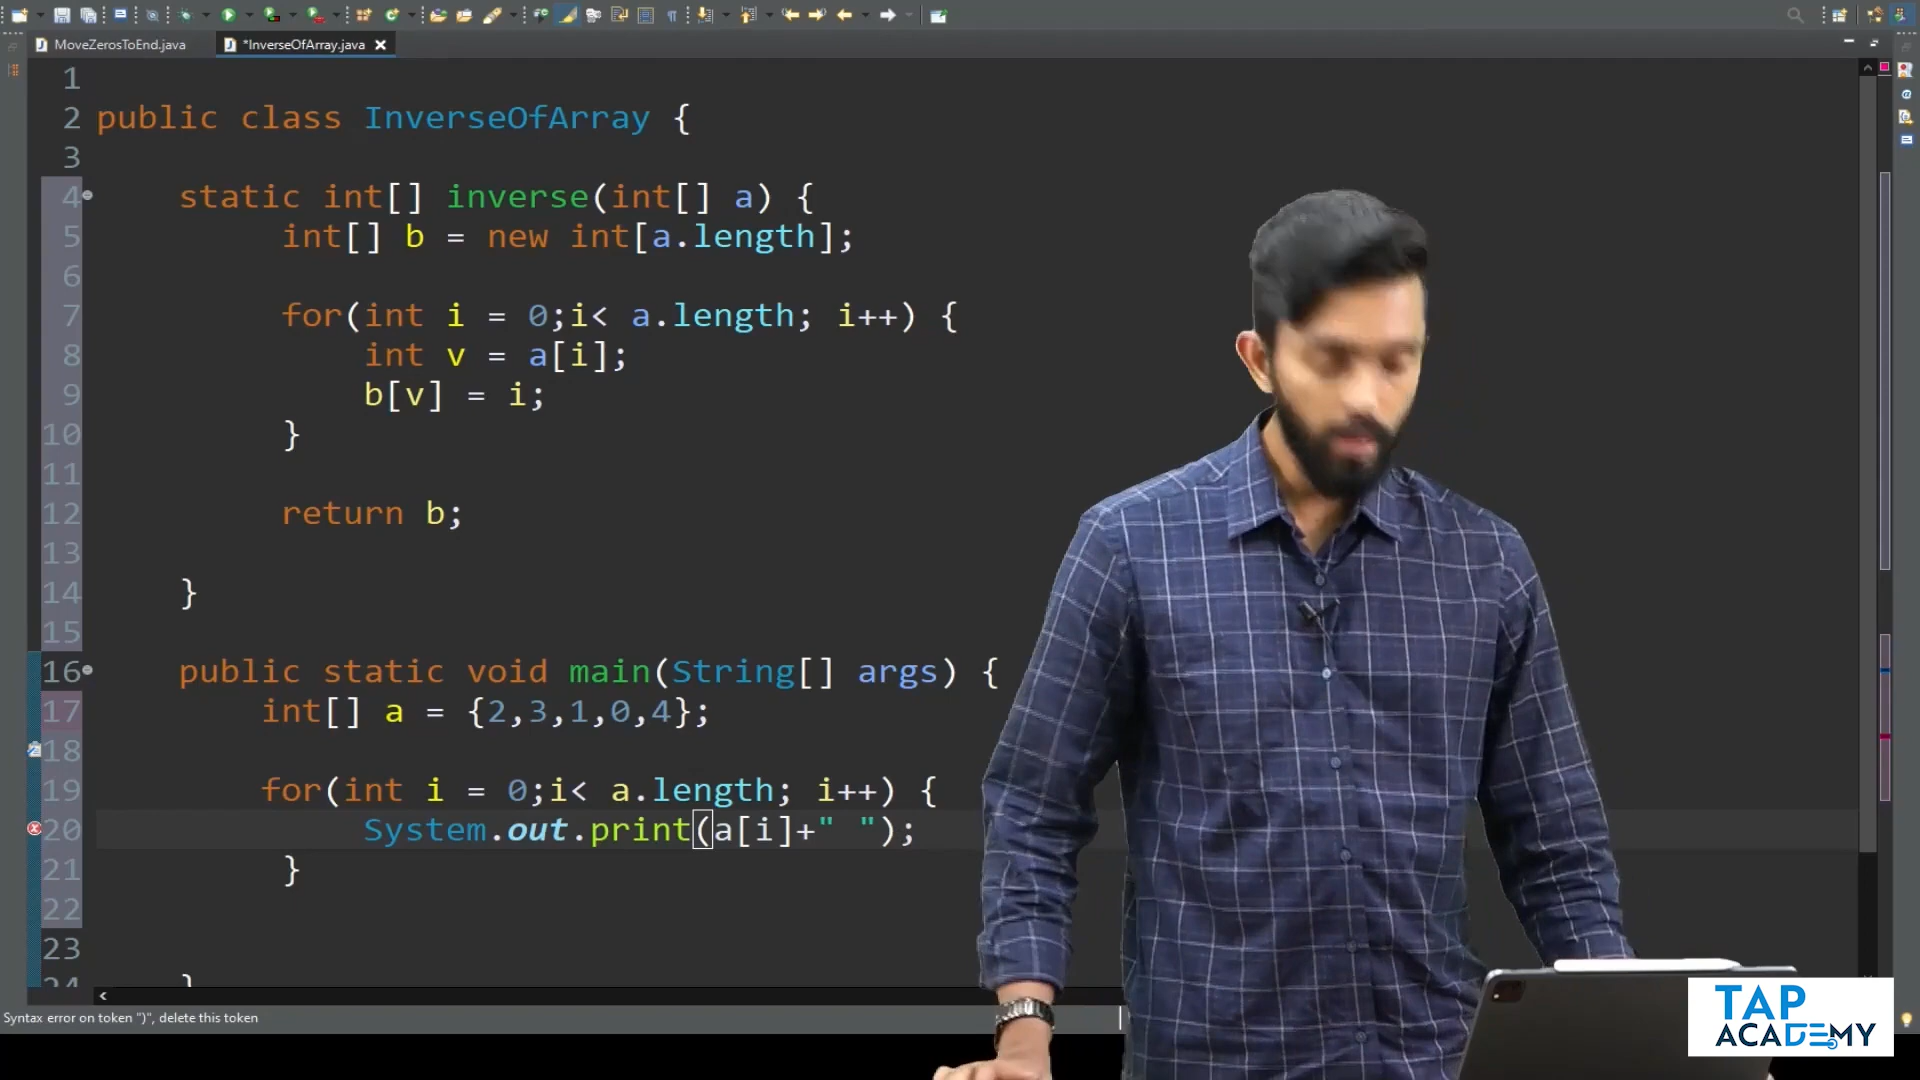 MoveZerosToEnd.java
*InverseOfArray.java
1
2 public class InverseOfArray {
3
4 static int[] inverse(int[] a) {
5 int[] b = new int[a.length];
6
7 for(int i = 0;i< a.length; i++) {
8 int v = a[i];
9 b[v] = i;
10 }
11
12 return b;
13
14 }
15
16 public static void main(String[] args) {
17 int[] a = {2,3,1,0,4};
18
19 for(int i = 0;i< a.length; i++) {
20 System.out.print(a[i]+" ");
21 }
22
23
24 }
Syntax error on token ")", delete this token
TAP
ACADEMY